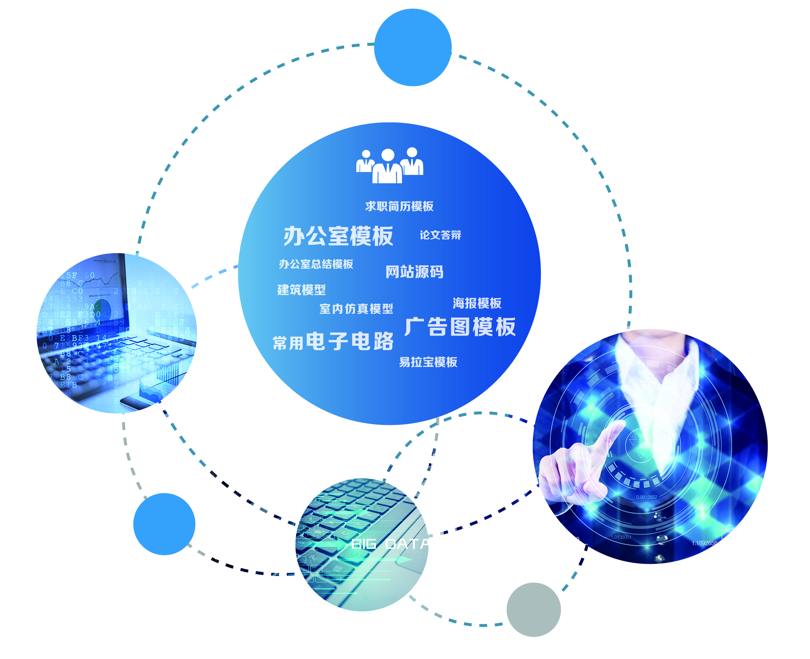 求职简历模板
办公室模板
论文答辩
办公室总结模板
网站源码
建筑模型
海报模板
室内仿真模型
广告图模板
常用电子电路
易拉宝模板
BIG DATA